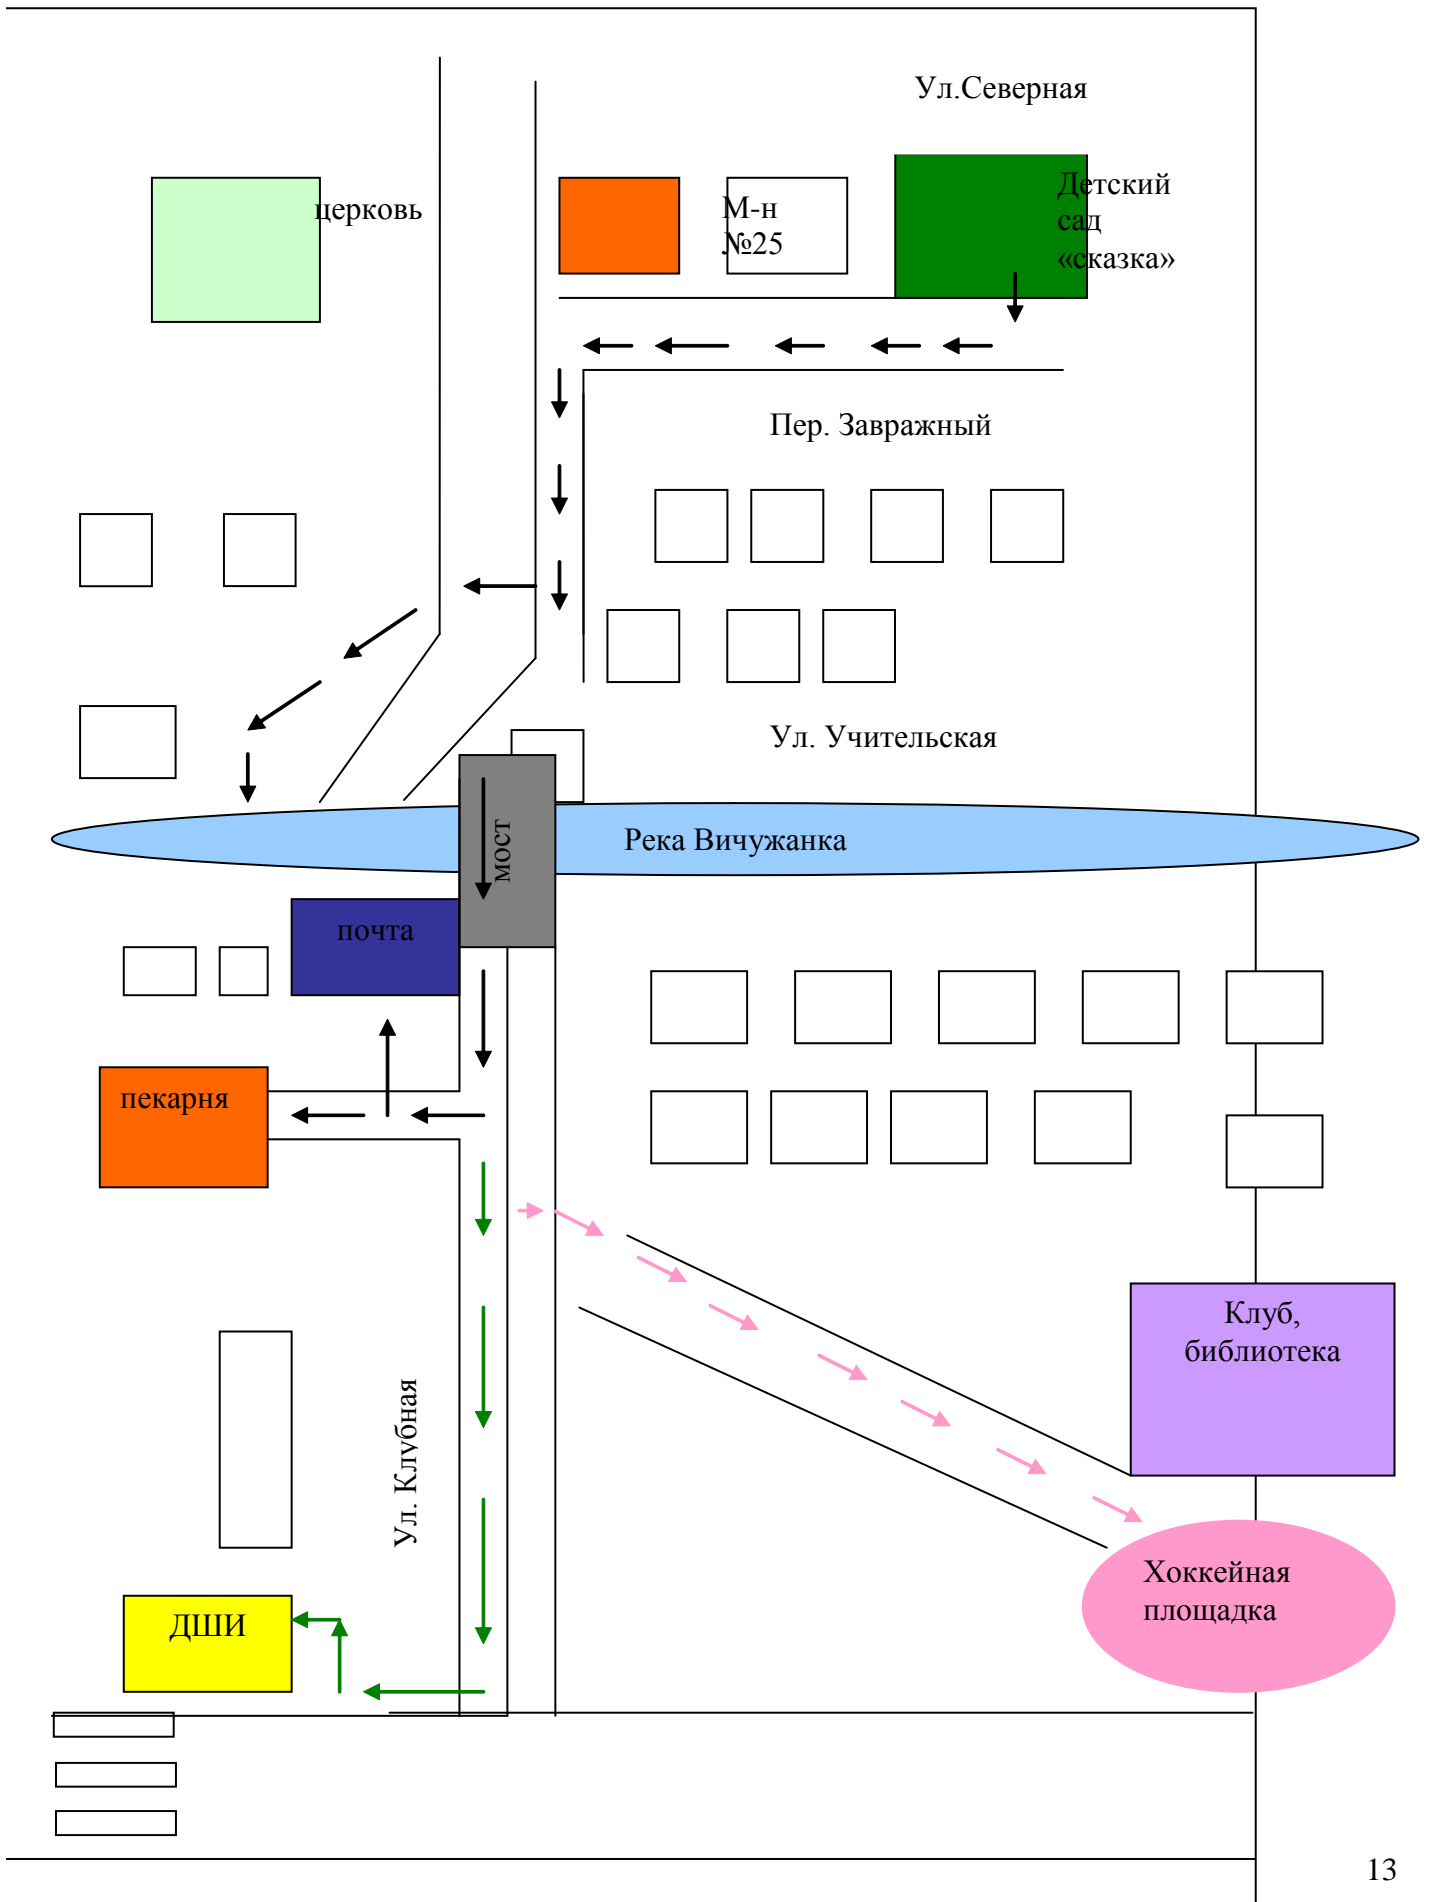 Ул.Северная
церковь
М-н
№25
Детский
сад
«сказка»
Пер. Завражный
Ул. Учительская
мост
Река Вичужанка
почта
пекарня
Клуб,
библиотека
Ул. Клубная
Хоккейная
площадка
ДШИ
13